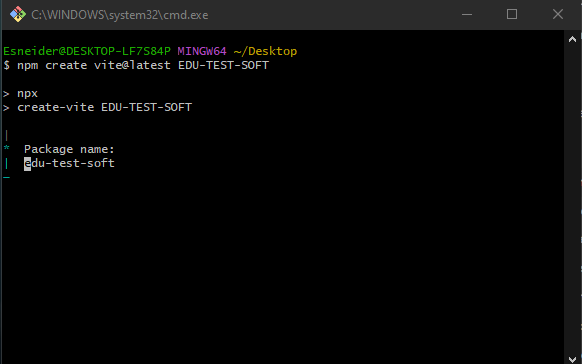 C:\WINDOWS\system32\cmd.exe
Esneider@DESKTOP-LF7S84P MINGW64 ~/Desktop
$ npm create vite@latest EDU-TEST-SOFT
> npx
> create-vite EDU-TEST-SOFT
|
*  Package name:
|  edu-test-soft
—